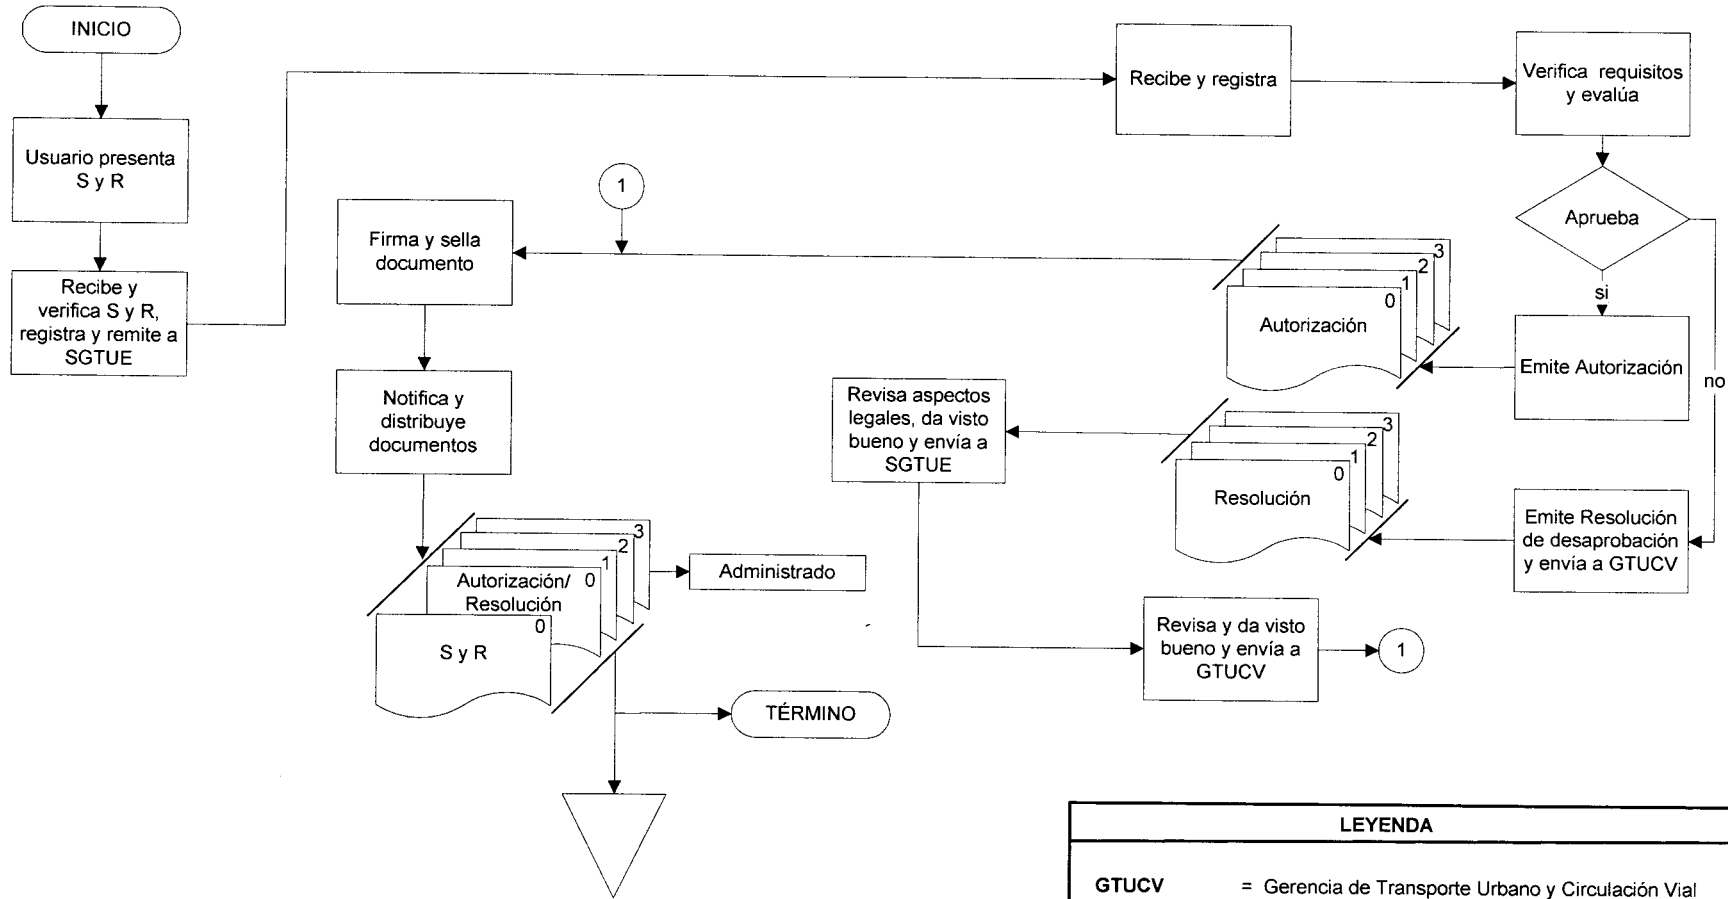 INICIO
Usuario presenta
S y R
Recibe y
verifica S y R,
registra y remite a
SGTUE
Recibe y registra
Verifica requisitos
y evalúa
Aprueba
si
no
Emite Autorización
3
2
1
0
Autorización
1
Firma y sella
documento
Notifica y
distribuye
documentos
Emite Resolución
de desaprobación
y envía a GTUCV
3
2
1
0
Resolución
Revisa aspectos
legales, da visto
bueno y envía a
SGTUE
Revisa y da visto
bueno y envía a
GTUCV
1
3
2
1
0
Autorización/
Resolución
0
S y R
Administrado
TÉRMINO
LEYENDA
GTUCV = Gerencia de Transporte Urbano y Circulación Vial